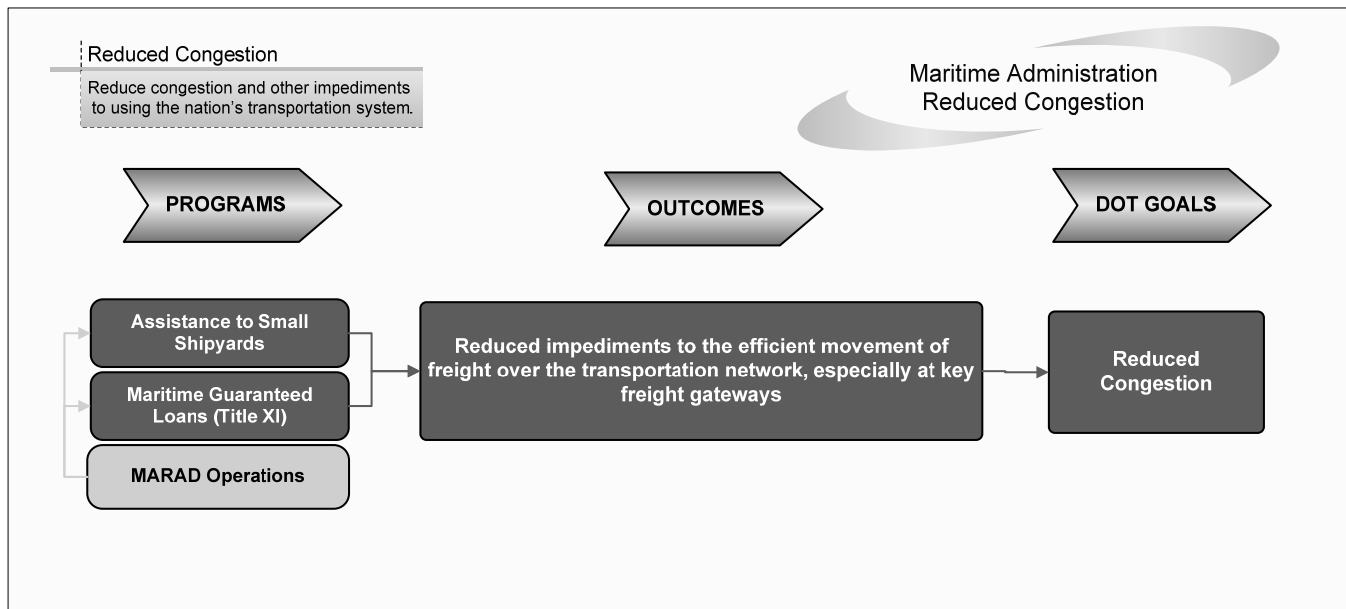 Reduced Congestion
Reduce congestion and other impediments
to using the nation’s transportation system.
Maritime Administration
Reduced Congestion
PROGRAMS
OUTCOMES
DOT GOALS
Assistance to Small
Shipyards
Maritime Guaranteed
Loans (Title XI)
MARAD Operations
Reduced impediments to the efficient movement of
freight over the transportation network, especially at key
freight gateways
Reduced
Congestion